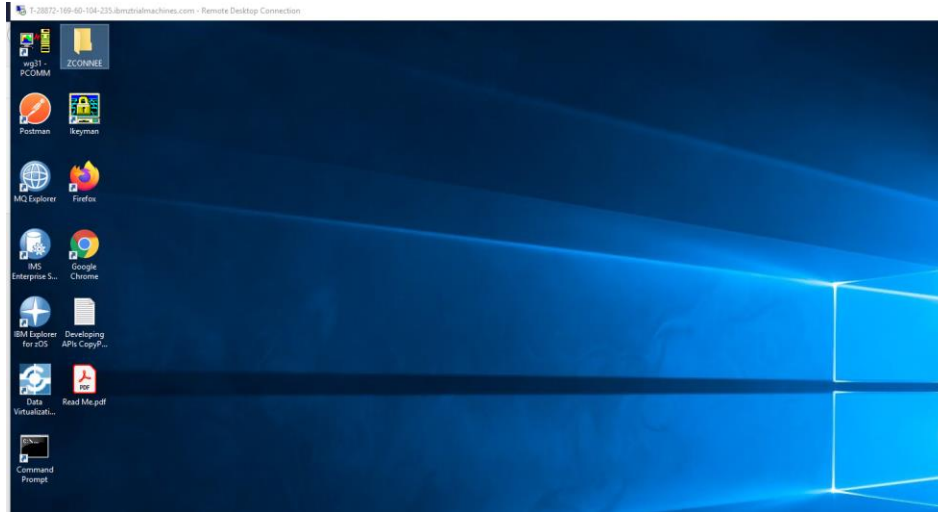 T-28872-169-60-104-235.ibmztrialmachines.com - Remote Desktop Connection
wg31 -
PCOMM
ZCONNEE
Postman
Ikeyman
MQ Explorer
Firefox
IMS
Enterprise S...
Google
Chrome
IBM Explorer
for zOS
Developing
APIs CopyP...
Data
Virtualizati...
PDF
Read Me.pdf
C:\...
Command
Prompt